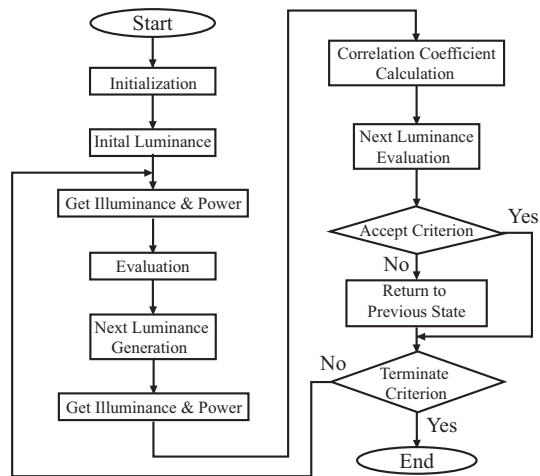 Start
Initialization
Inital Luminance
Get Illuminance & Power
Evaluation
Next Luminance
Generation
Get Illuminance & Power
Correlation Coefficient
Calculation
Next Luminance
Evaluation
Accept Criterion
Yes
No
Return to
Previous State
No
Terminate
Criterion
Yes
End